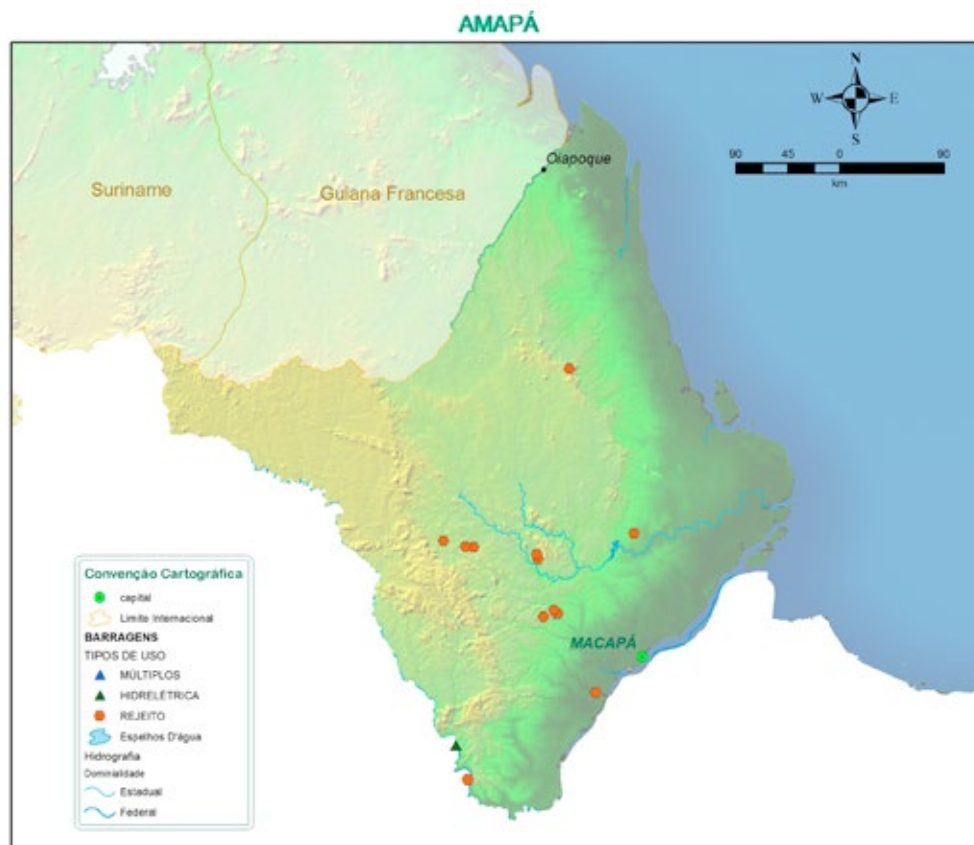 AMAPÁ
N
W E
S
90 45 0 90
km
Oiapoque
Suriname
Guiana Francesa
MACAPÁ
Convenção Cartográfica
capital
Limite Internacional
BARRAGENS
TIPOS DE USO
MÚLTIPLOS
HIDRELÉTRICA
REJEITO
Espelhos D'água
Hidrografia
Dominialidade
Estadual
Federal